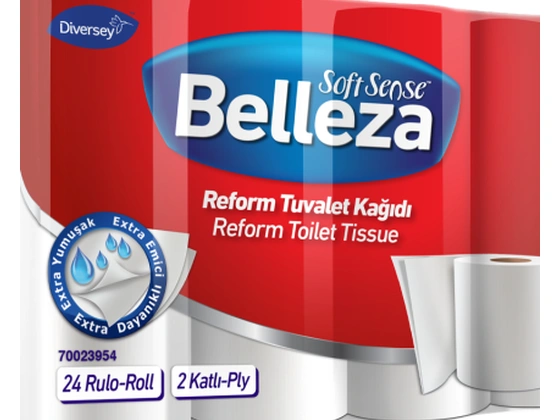 Diversey
Soft Sense™
Belleza
Reform Tuvalet Kağıdı
Reform Toilet Tissue
Extra Yumuşak
Extra Emici
Extra Dayanıklı
70023954
24 Rulo-Roll
2 Katlı-Ply